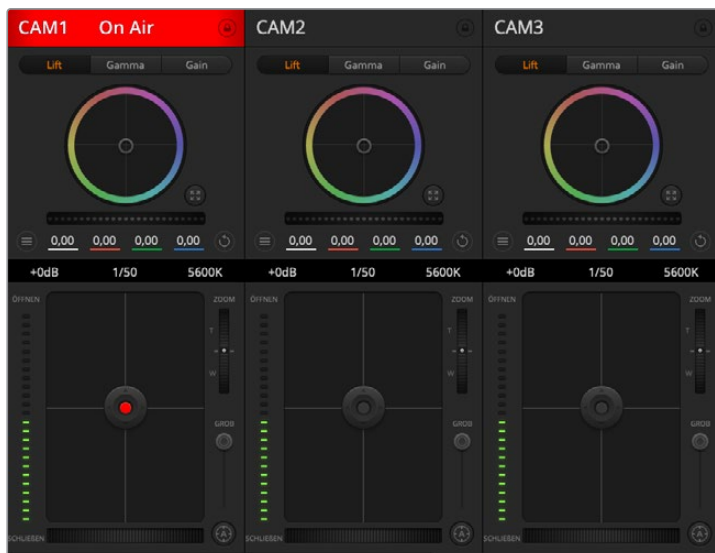 CAM1 On Air CAM2 CAM3
Lift Gamma Gain Lift Gamma Gain Lift Gamma Gain
0,00 0,00 0,00 0,00 0,00 0,00 0,00 0,00 0,00 0,00 0,00 0,00
+0dB 1/50 5600K +0dB 1/50 5600K +0dB 1/50 5600K
ÖFFNEN ZOOM ÖFFNEN ZOOM ÖFFNEN ZOOM
T T T
W W W
GROB GROB GROB
SCHLIEßEN A SCHLIEßEN A SCHLIEßEN A